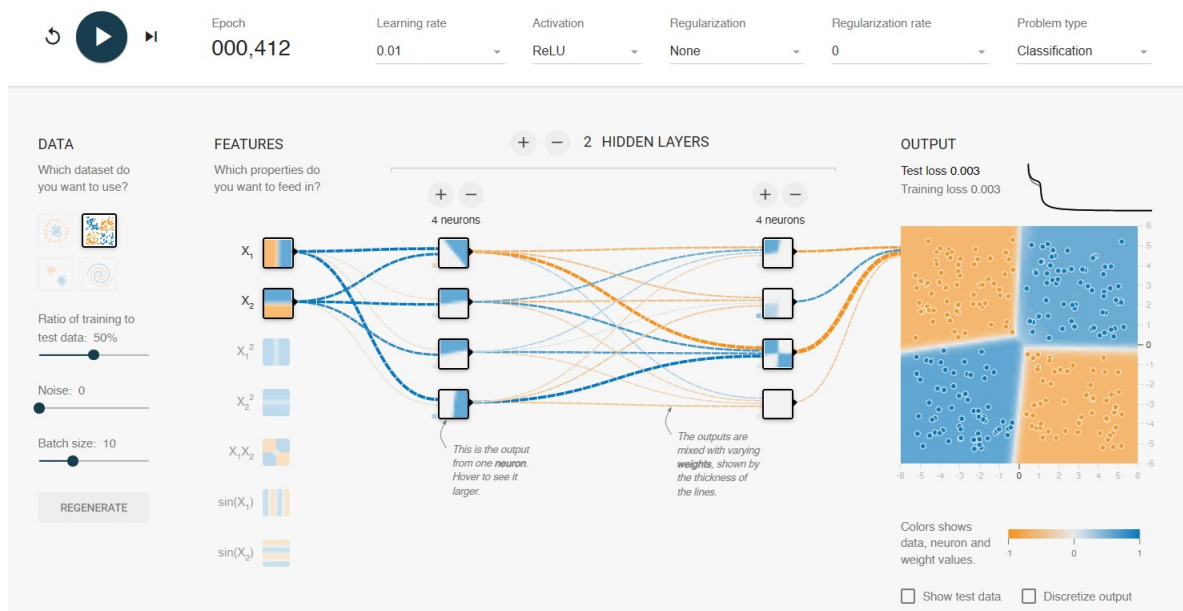 Epoch
000,412
Learning rate
0.01
Activation
ReLU
Regularization
None
Regularization rate
0
Problem type
Classification
DATA
Which dataset do
you want to use?
Ratio of training to
test data: 50%
Noise: 0
Batch size: 10
REGENERATE
FEATURES
Which properties do
you want to feed in?
X₁
X₂
X₁²
X₂²
X₁X₂
sin(X₁)
sin(X₂)
+ − 2 HIDDEN LAYERS
+ −
4 neurons
+ −
4 neurons
This is the output
from one neuron.
Hover to see it
larger.
The outputs are
mixed with varying
weights, shown by
the thickness of
the lines.
OUTPUT
Test loss 0.003
Training loss 0.003
6
5
4
3
2
1
0
-1
-2
-3
-4
-5
-6
-6 -5 -4 -3 -2 -1 0 1 2 3 4 5 6
Colors shows
data, neuron and
weight values.
-1 0 1
Show test data
Discretize output